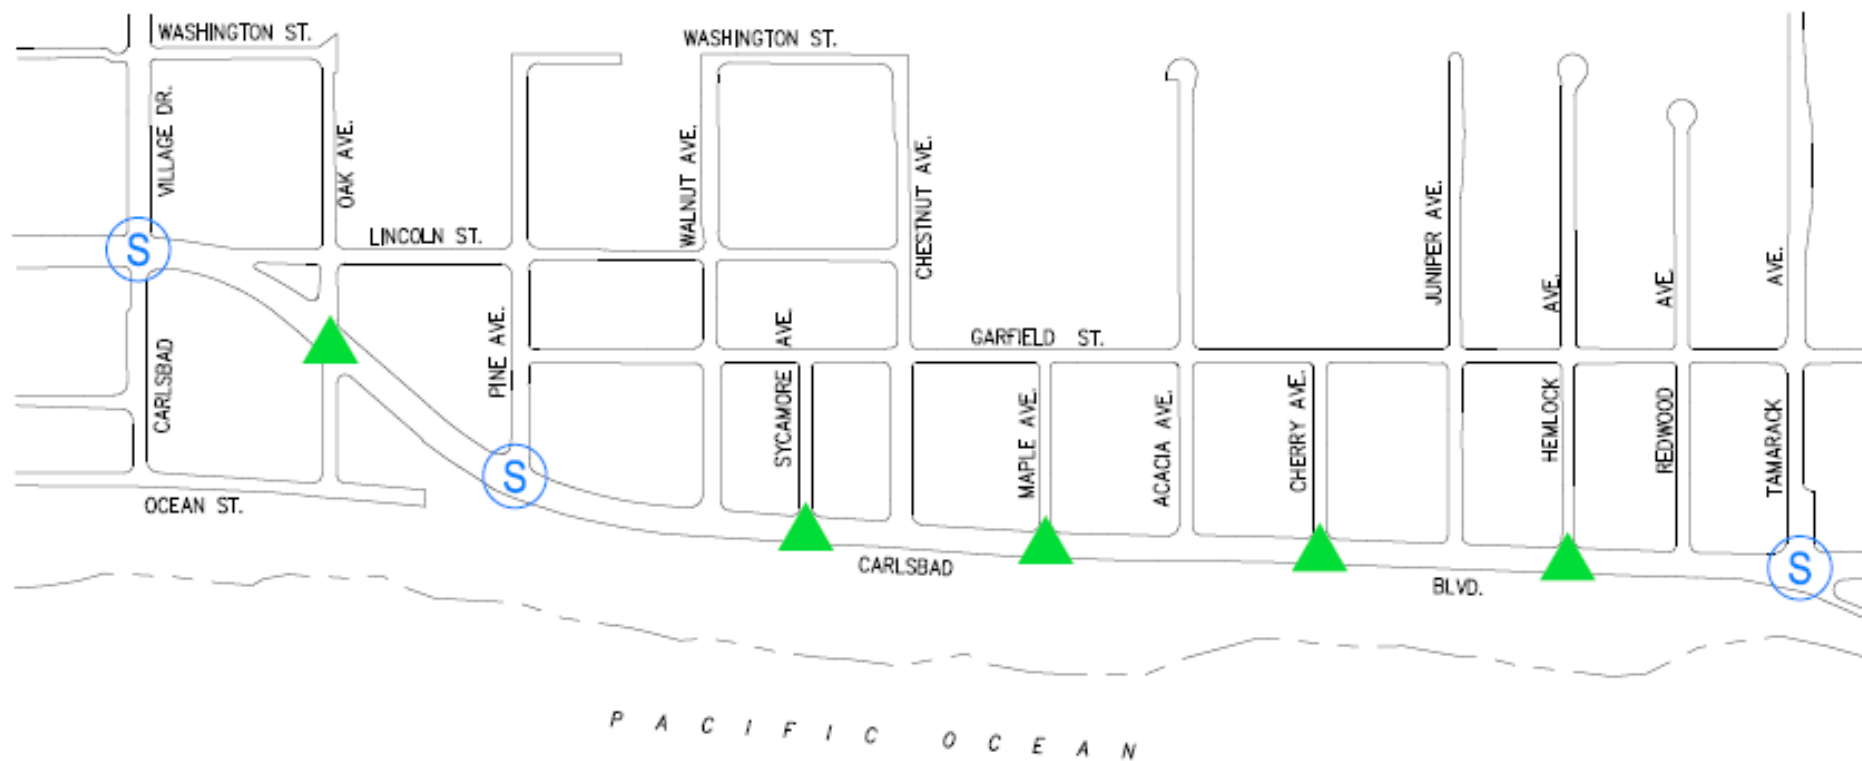 WASHINGTON ST.
WASHINGTON ST.
CARLSBAD VILLAGE DR.
OAK AVE.
LINCOLN ST.
PINE AVE.
WALNUT AVE.
SYCAMORE AVE.
CHESTNUT AVE.
GARFIELD ST.
MAPLE AVE.
ACACIA AVE.
CHERRY AVE.
JUNIPER AVE.
HEMLOCK AVE.
REDWOOD AVE.
TAMARACK AVE.
S
S
S
OCEAN ST.
CARLSBAD BLVD.
PACIFIC OCEAN